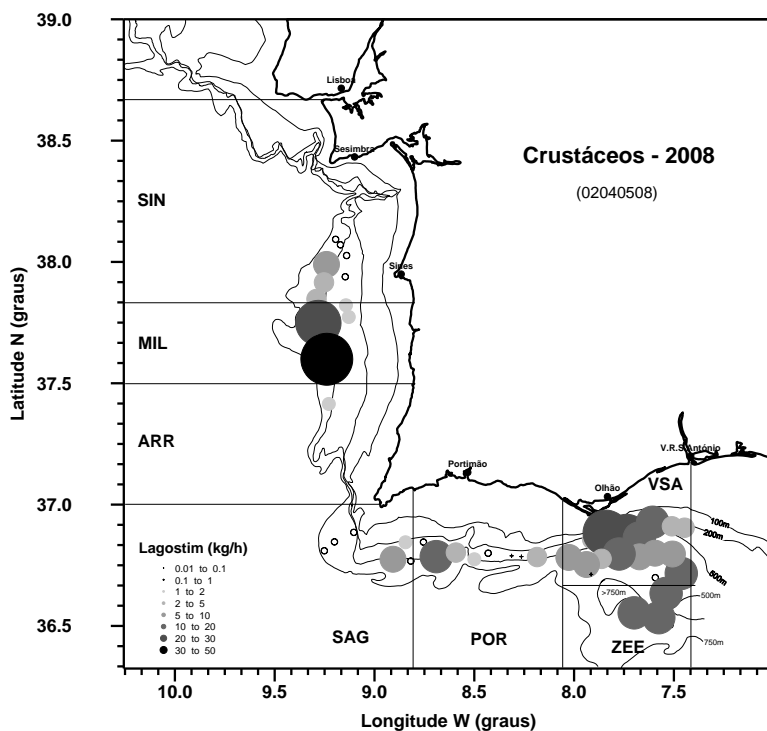 39.0
Lisboa
38.5
Sesimbra
Crustáceos - 2008
(02040508)
SIN
38.0
Sines
Latitude N (graus)
MIL
37.5
ARR
Portimão
V.R.S.António
Olhão
VSA
37.0
100m
200m
Lagostim (kg/h)
0.01 to 0.1
0.1 to 1
1 to 2
2 to 5
5 to 10
10 to 20
20 to 30
30 to 50
500m
>750m
500m
36.5
SAG
POR
ZEE
750m
10.0 9.5 9.0 8.5 8.0 7.5
Longitude W (graus)